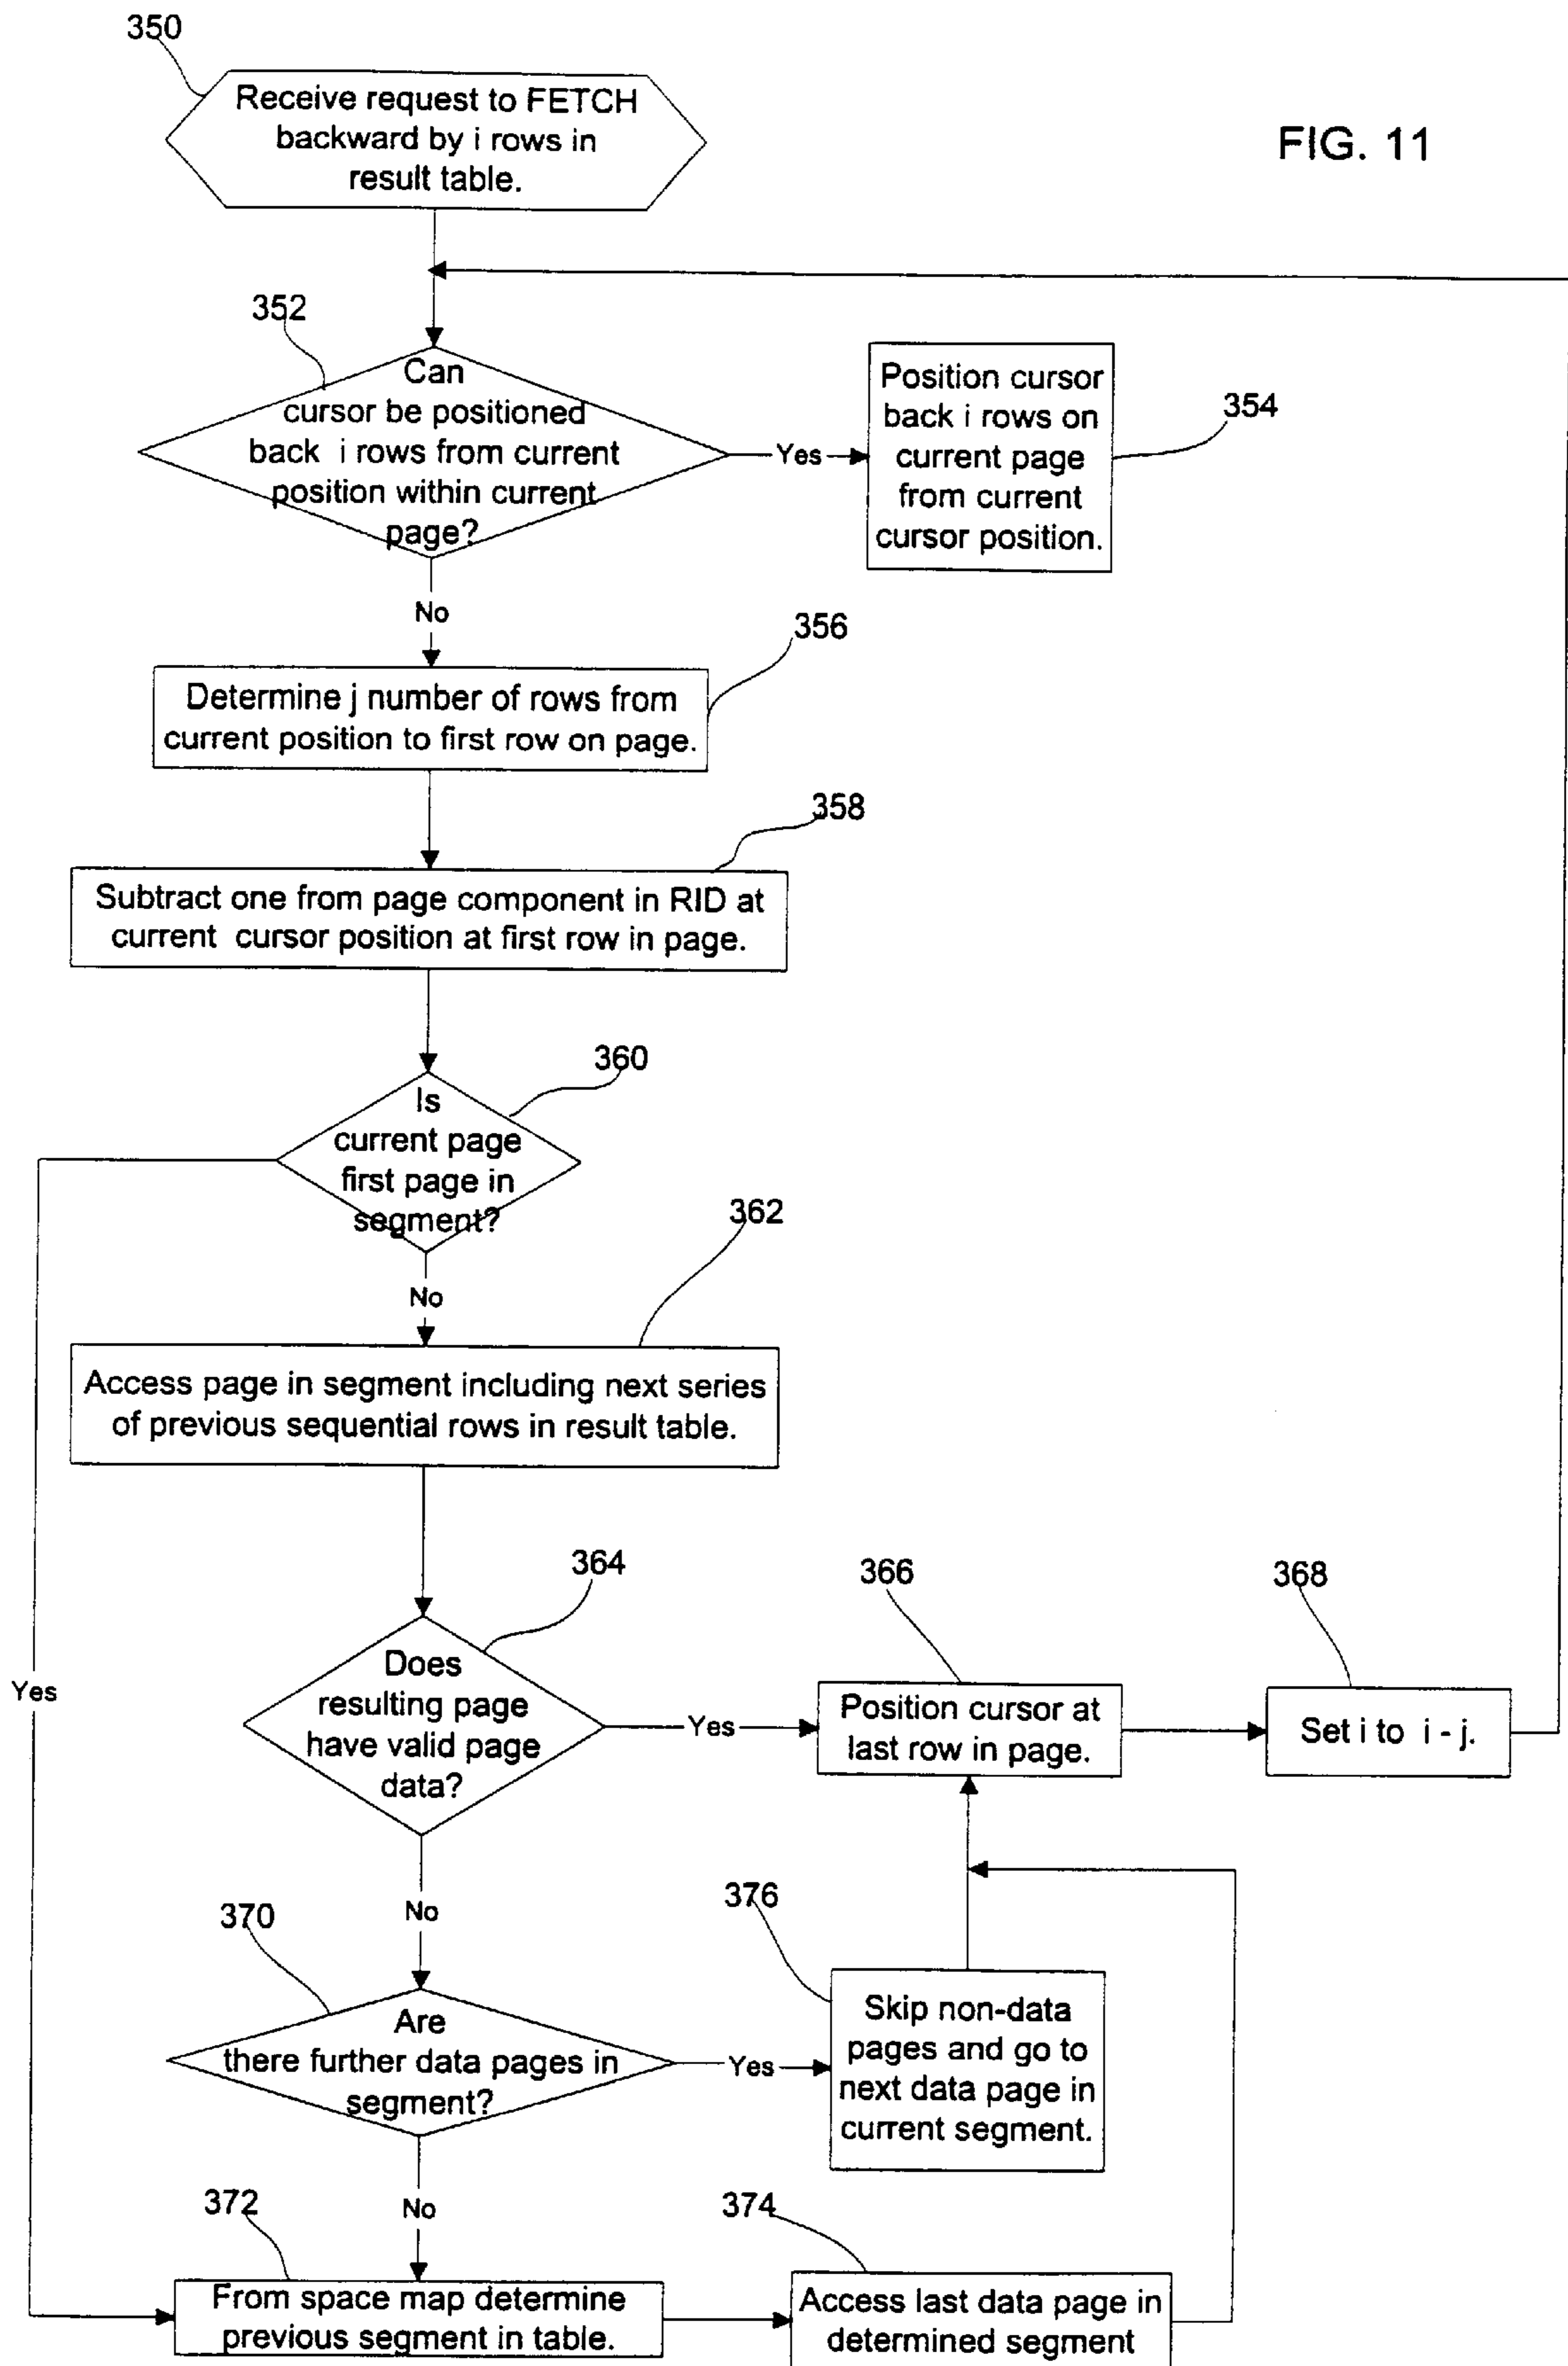 350
Receive request to FETCH
backward by i rows in
result table.
FIG. 11
352
Can
cursor be positioned
back i rows from current
position within current
page?
Yes
Position cursor
back i rows on
current page
from current
cursor position.
354
No
356
Determine j number of rows from
current position to first row on page.
358
Subtract one from page component in RID at
current cursor position at first row in page.
360
Is
current page
first page in
segment?
362
No
Access page in segment including next series
of previous sequential rows in result table.
364
366
368
Does
resulting page
have valid page
data?
Yes
Yes
Position cursor at
last row in page.
Set i to i - j.
No
370
376
Are
there further data pages in
segment?
Yes
Skip non-data
pages and go to
next data page in
current segment.
No
372
374
From space map determine
previous segment in table.
Access last data page in
determined segment